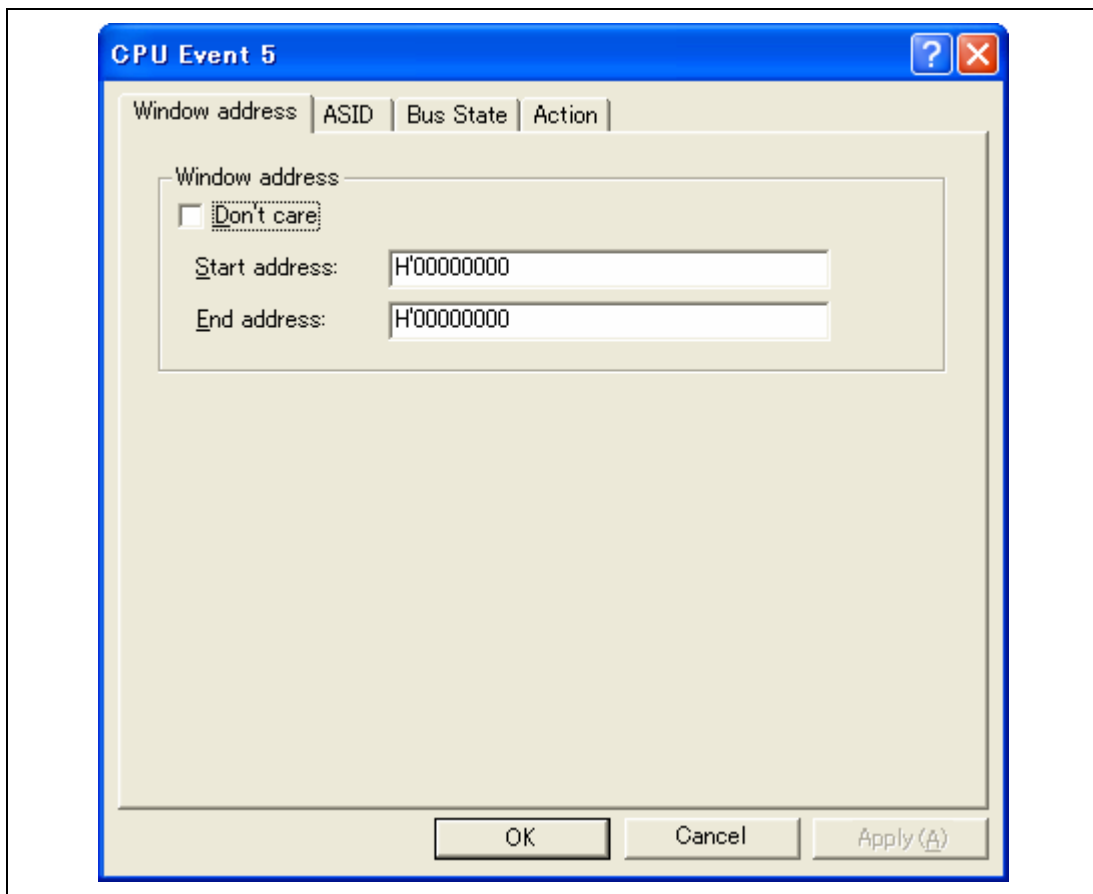 CPU Event 5
Window address ASID Bus State Action
Window address
Don't care
Start address: H'00000000
End address: H'00000000
OK Cancel Apply(A)